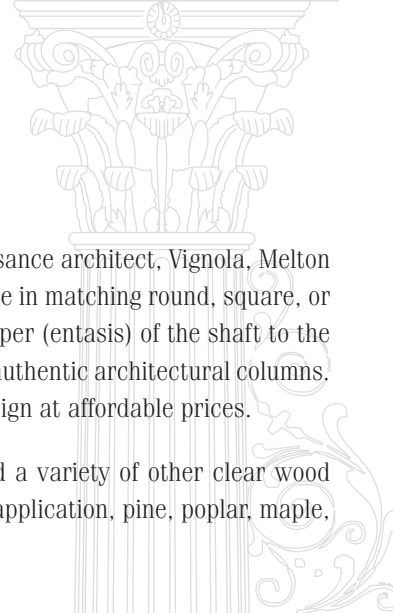 sance architect, Vignola, Melton
e in matching round, square, or
per (entasis) of the shaft to the
uthentic architectural columns.
ign at affordable prices.
d a variety of other clear wood
application, pine, poplar, maple,